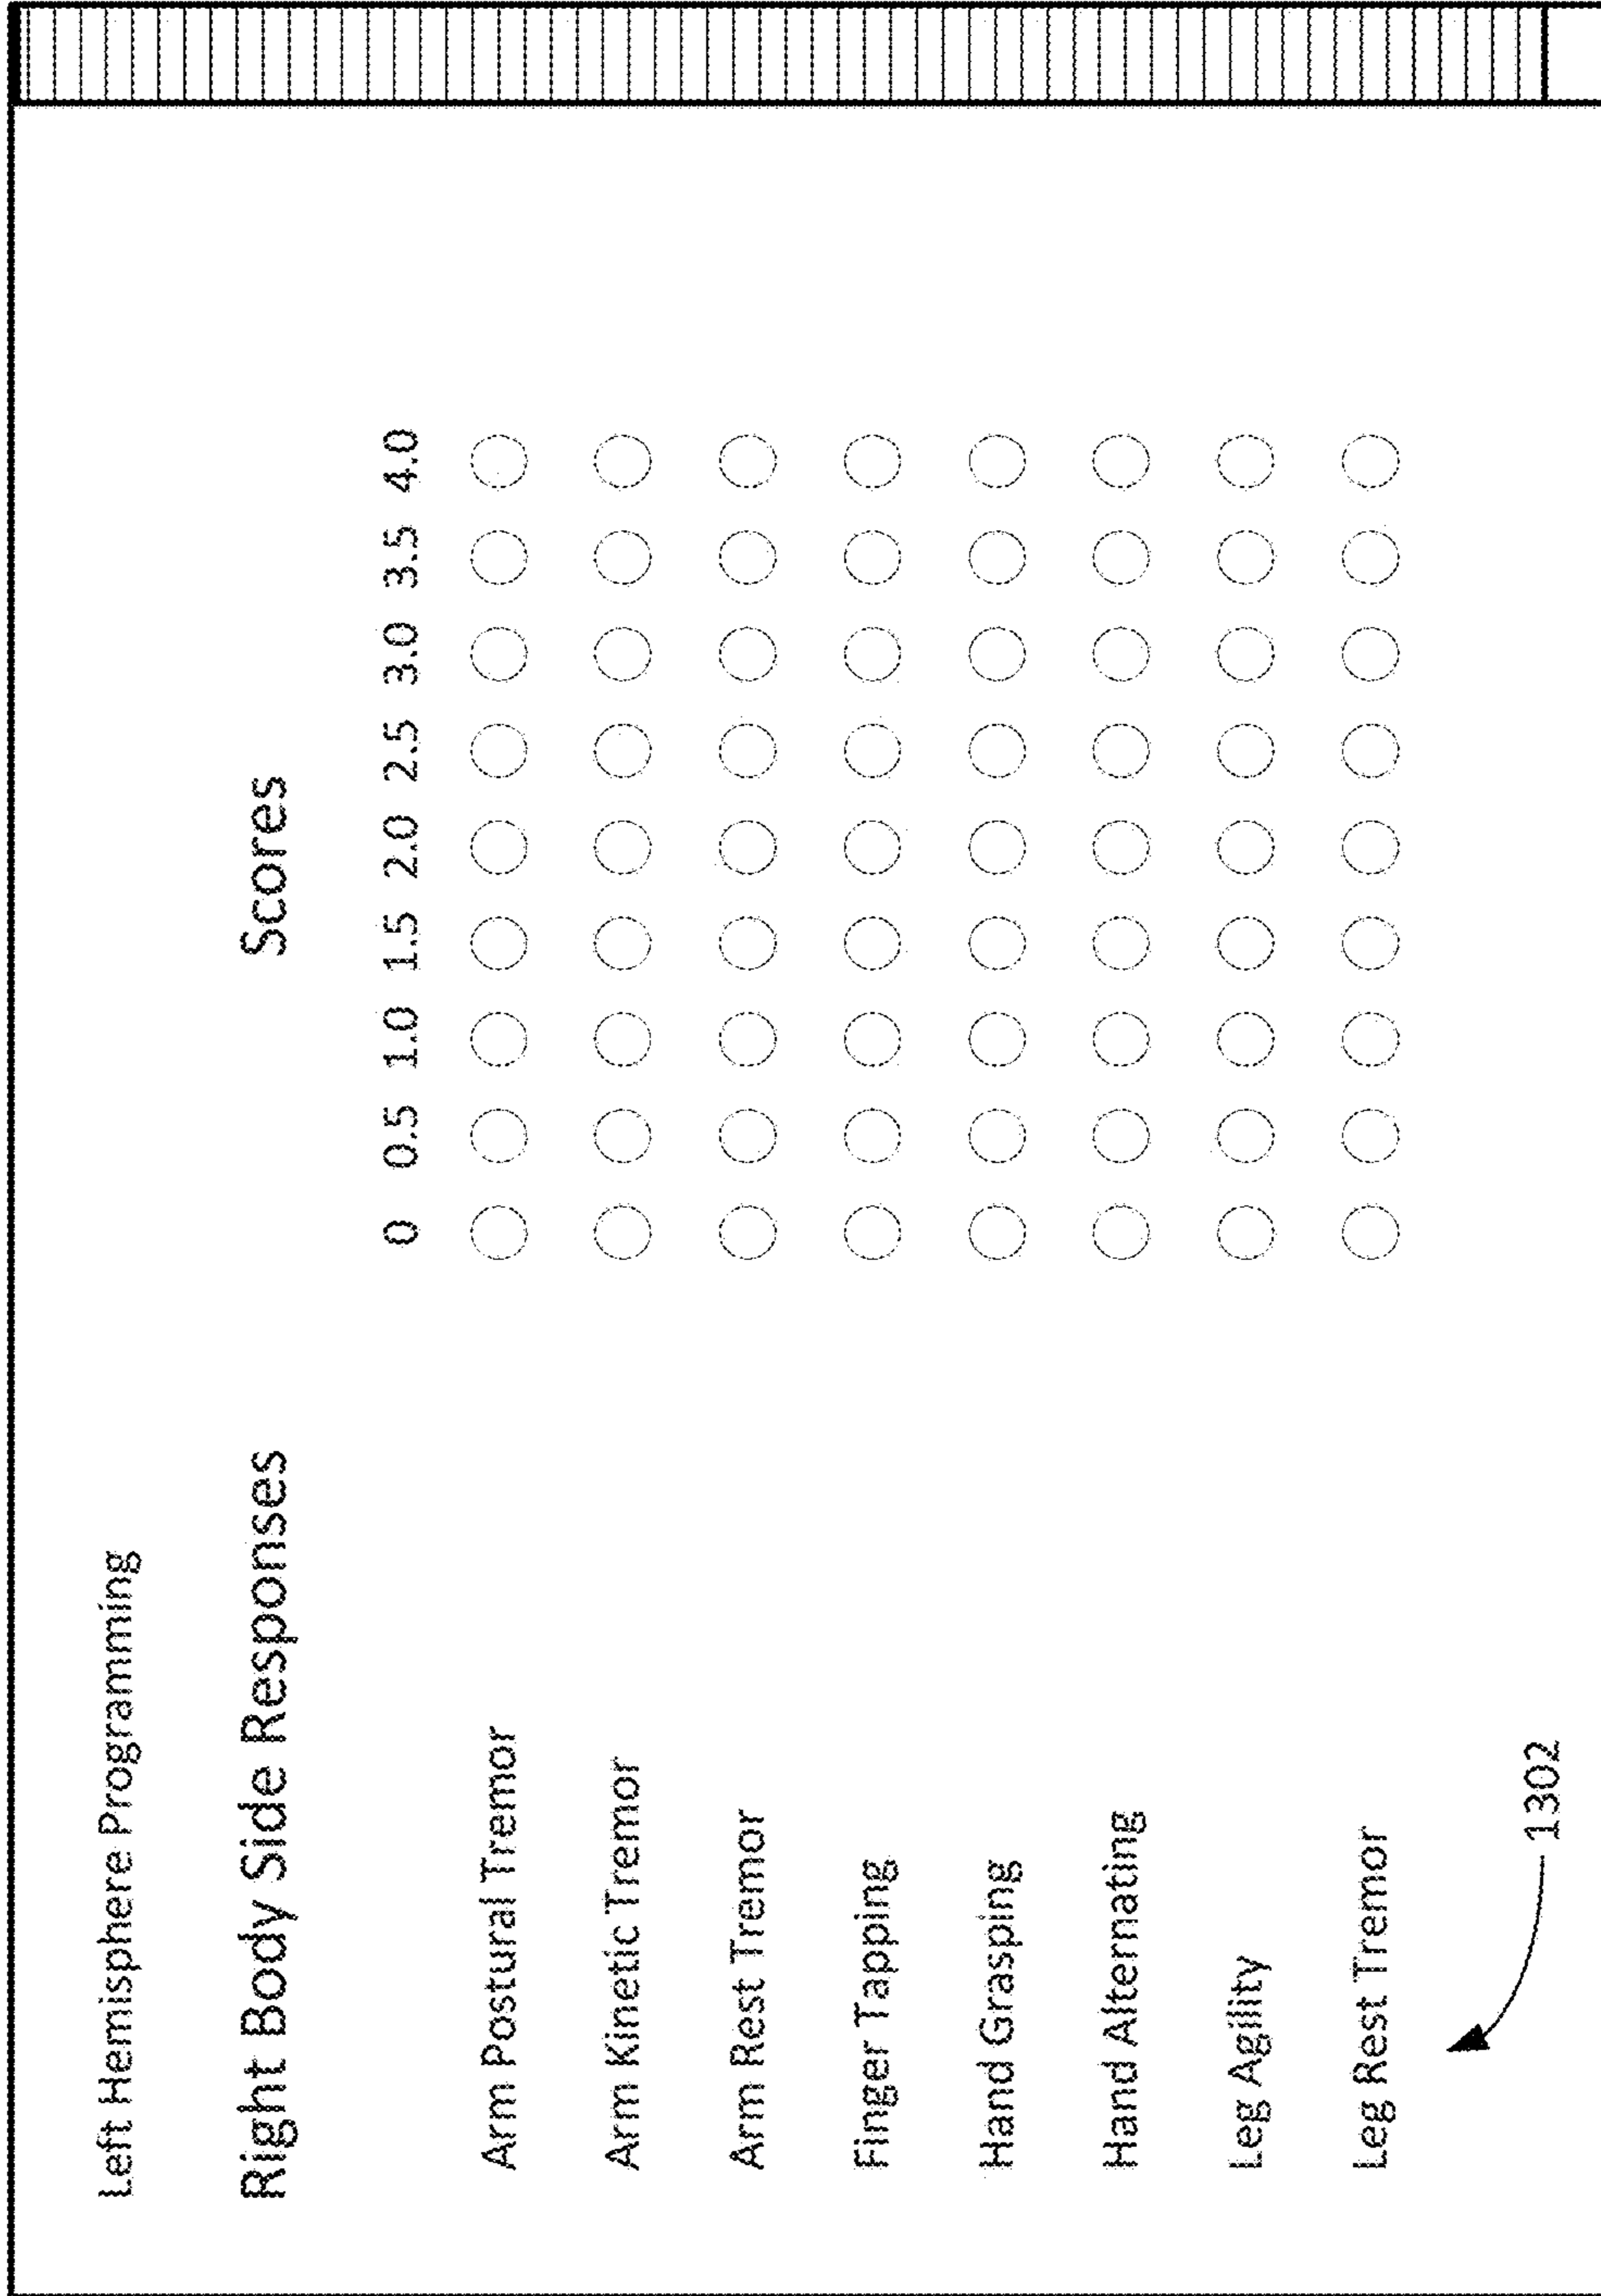 Left Hemisphere Programming
Right Body Side Responses Scores
0 0.5 1.0 1.5 2.0 2.5 3.0 3.5 4.0
Arm Postural Tremor
Arm Kinetic Tremor
Arm Rest Tremor
Finger Tapping
Hand Grasping
Hand Alternating
Leg Agility
Leg Rest Tremor
1302